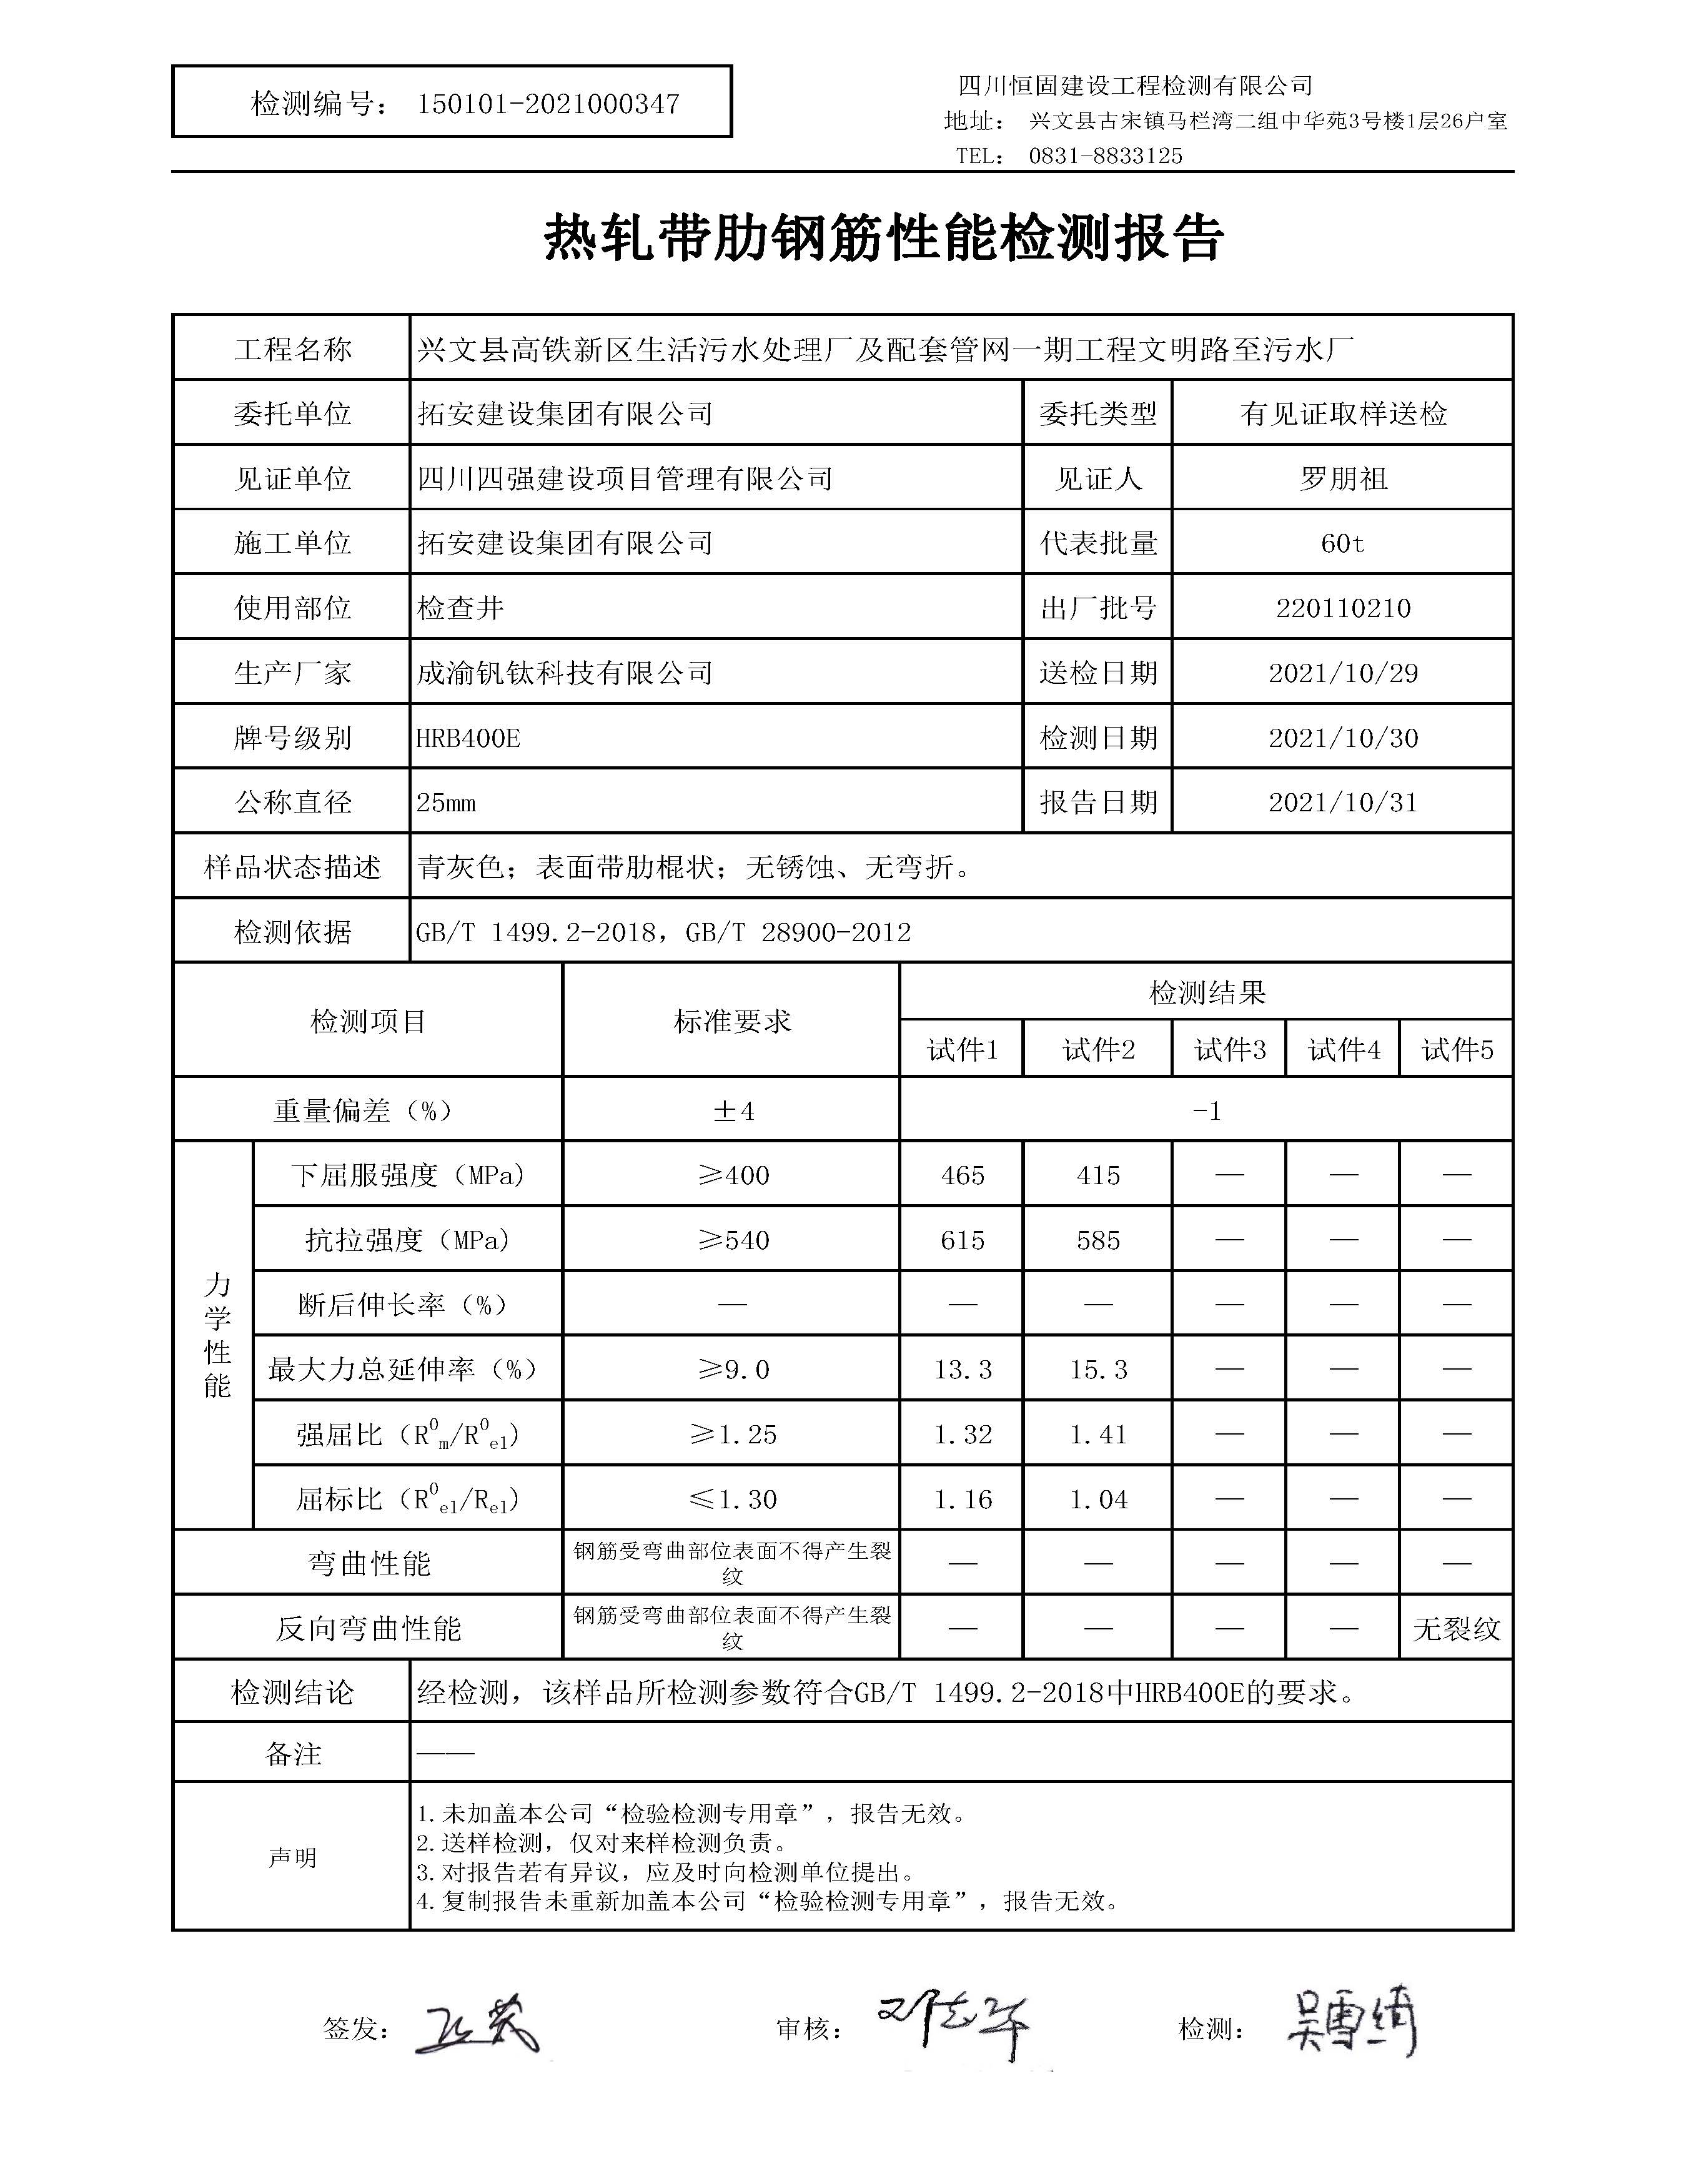 检测编号： 150101-2021000347
四川恒固建设工程检测有限公司
地址： 兴文县古宋镇马栏湾二组中华苑3号楼1层26户室
TEL： 0831-8833125
热轧带肋钢筋性能检测报告
工程名称 兴文县高铁新区生活污水处理厂及配套管网一期工程文明路至污水厂
委托单位 拓安建设集团有限公司 委托类型 有见证取样送检
见证单位 四川四强建设项目管理有限公司 见证人 罗朋祖
施工单位 拓安建设集团有限公司 代表批量 60t
使用部位 检查井 出厂批号 220110210
生产厂家 成渝钒钛科技有限公司 送检日期 2021/10/29
牌号级别 HRB400E 检测日期 2021/10/30
公称直径 25mm 报告日期 2021/10/31
样品状态描述 青灰色；表面带肋棍状；无锈蚀、无弯折。
检测依据 GB/T 1499.2-2018，GB/T 28900-2012
检测项目 标准要求 检测结果
试件1 试件2 试件3 试件4 试件5
重量偏差（%） ±4 -1
力学性能
下屈服强度（MPa） ≥400 465 415 — — —
抗拉强度（MPa） ≥540 615 585 — — —
断后伸长率（%） — — — — — —
最大力总延伸率（%） ≥9.0 13.3 15.3 — — —
强屈比（R⁰m/R⁰el） ≥1.25 1.32 1.41 — — —
屈标比（R⁰el/Rel） ≤1.30 1.16 1.04 — — —
弯曲性能 钢筋受弯曲部位表面不得产生裂纹 — — — — —
反向弯曲性能 钢筋受弯曲部位表面不得产生裂纹 — — — — 无裂纹
检测结论 经检测，该样品所检测参数符合GB/T 1499.2-2018中HRB400E的要求。
备注 ——
声明
1.未加盖本公司“检验检测专用章”，报告无效。
2.送样检测，仅对来样检测负责。
3.对报告若有异议，应及时向检测单位提出。
4.复制报告未重新加盖本公司“检验检测专用章”，报告无效。
签发： 审核： 检测： 吴雪绮